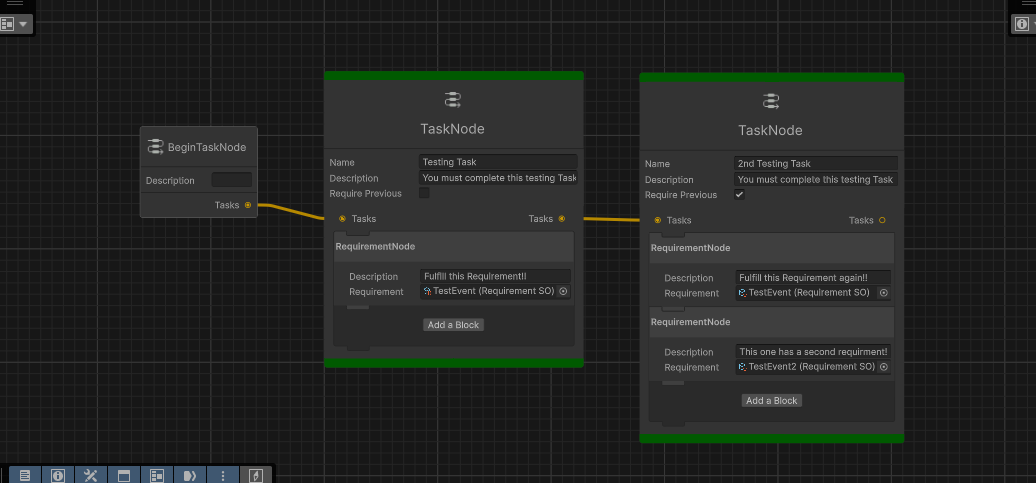 BeginTaskNode
Description
Tasks
TaskNode
Name Testing Task
Description You must complete this testing Task
Require Previous
Tasks Tasks
RequirementNode
Description Fulfill this Requirement!!
Requirement TestEvent (Requirement SO)
Add a Block
TaskNode
Name 2nd Testing Task
Description You must complete this testing Task
Require Previous
Tasks Tasks
RequirementNode
Description Fulfill this Requirement again!!
Requirement TestEvent (Requirement SO)
RequirementNode
Description This one has a second requirment!
Requirement TestEvent2 (Requirement SO)
Add a Block